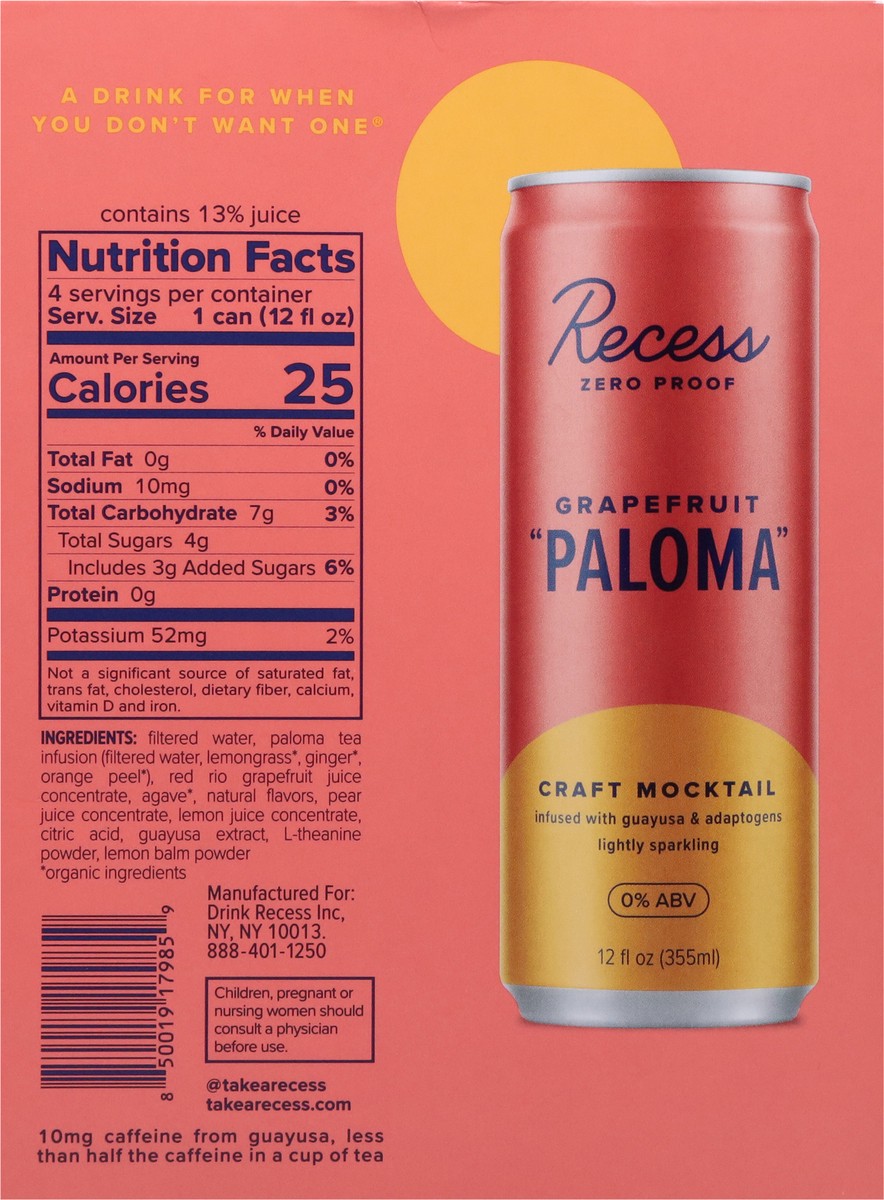 A DRINK FOR WHEN
YOU DON'T WANT ONE®
contains 13% juice
Nutrition Facts
4 servings per container
Serv. Size 1 can (12 fl oz)
Amount Per Serving
Calories 25
% Daily Value
Total Fat 0g 0%
Sodium 10mg 0%
Total Carbohydrate 7g 3%
Total Sugars 4g
Includes 3g Added Sugars 6%
Protein 0g
Potassium 52mg 2%
Not a significant source of saturated fat,
trans fat, cholesterol, dietary fiber, calcium,
vitamin D and iron.
INGREDIENTS: filtered water, paloma tea
infusion (filtered water, lemongrass*, ginger*,
orange peel*), red rio grapefruit juice
concentrate, agave*, natural flavors, pear
juice concentrate, lemon juice concentrate,
citric acid, guayusa extract, L-theanine
powder, lemon balm powder
*organic ingredients
Manufactured For:
Drink Recess Inc,
NY, NY 10013.
888-401-1250
8 50019 17985 9
Children, pregnant or
nursing women should
consult a physician
before use.
@takearecess
takearecess.com
10mg caffeine from guayusa, less
than half the caffeine in a cup of tea
Recess
ZERO PROOF
GRAPEFRUIT
"PALOMA"
CRAFT MOCKTAIL
infused with guayusa & adaptogens
lightly sparkling
0% ABV
12 fl oz (355ml)